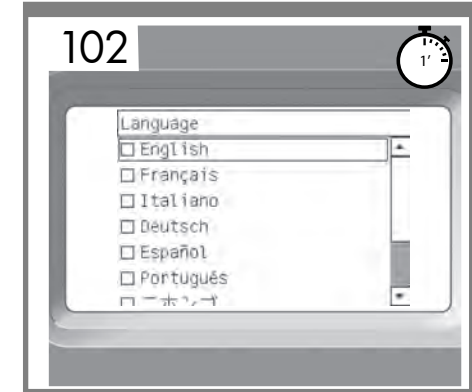 102
1'
Language
English
Français
Italiano
Deutsch
Español
Português